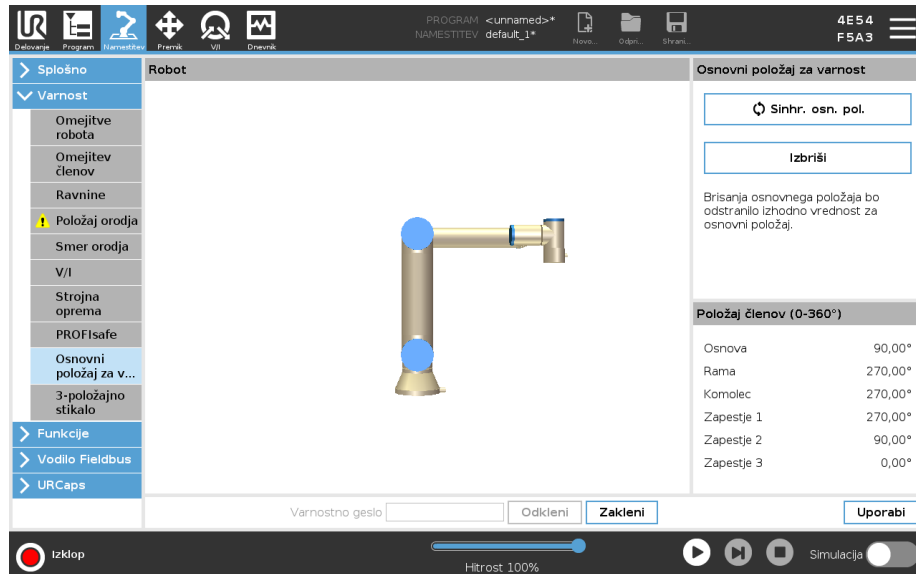 UR
PROGRAM <unnamed>*
NAMESTITEV default_1*
4E54
F5A3
Delovanje Program Namestitev Premik V/I Dnevnik Novo... Odpri... Shrani...
Splošno
Varnost
Omejitve
robota
Omejitev
členov
Ravnine
Položaj orodja
Smer orodja
V/I
Strojna
oprema
PROFIsafe
Osnovni
položaj za v...
3-položajno
stikalo
Funkcije
Vodilo Fieldbus
URCaps
Robot
Osnovni položaj za varnost
Sinhr. osn. pol.
Izbriši
Brisanja osnovnega položaja bo
odstranilo izhodno vrednost za
osnovni položaj.
Položaj členov (0-360°)
Osnova 90,00°
Rama 270,00°
Komolec 270,00°
Zapestje 1 270,00°
Zapestje 2 90,00°
Zapestje 3 0,00°
Varnostno geslo Odkleni Zakleni Uporabi
Izklop
Hitrost 100%
Simulacija